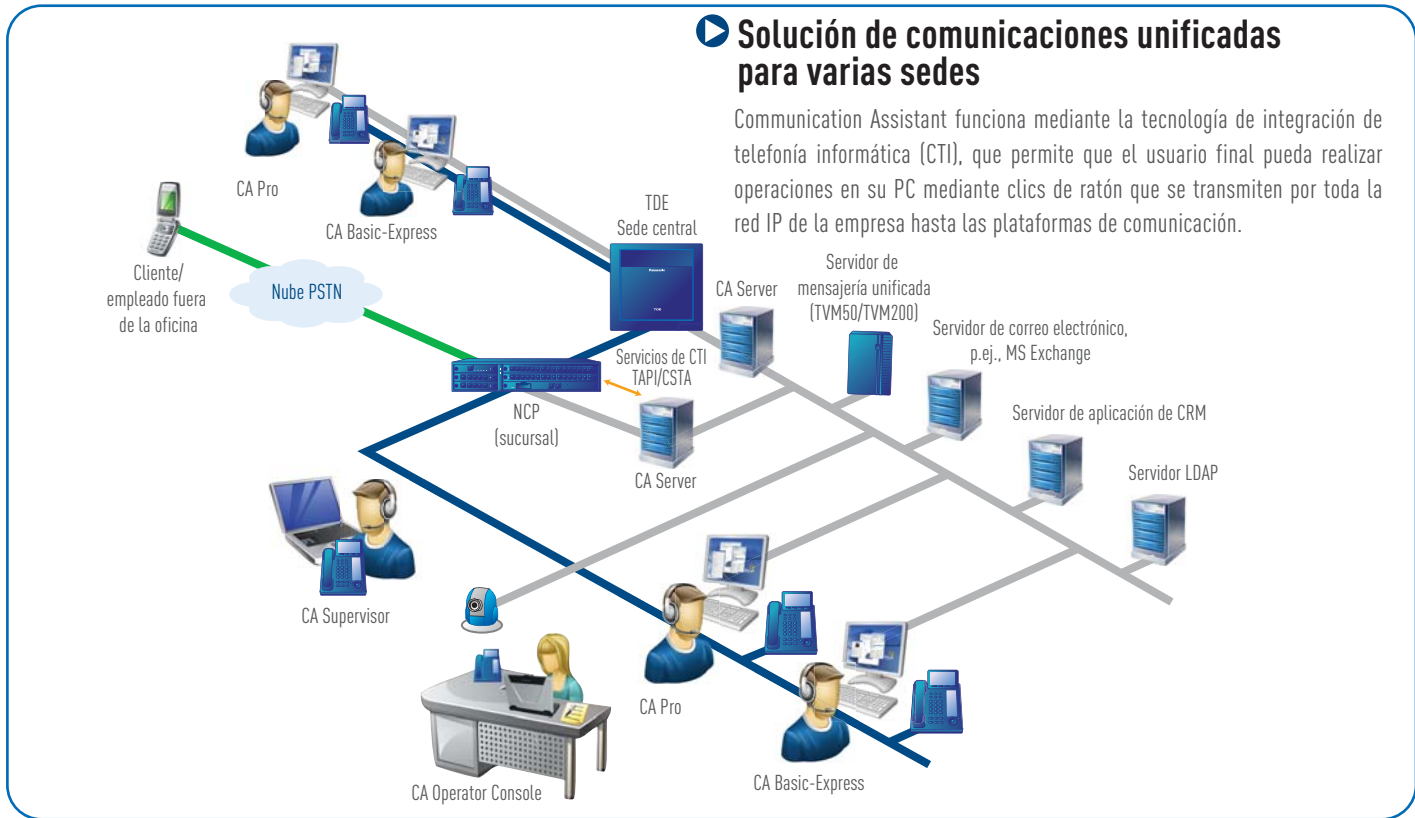 Solución de comunicaciones unificadas
para varias sedes
Communication Assistant funciona mediante la tecnología de integración de
telefonía informática (CTI), que permite que el usuario final pueda realizar
operaciones en su PC mediante clics de ratón que se transmiten por toda la
red IP de la empresa hasta las plataformas de comunicación.
CA Pro
CA Basic-Express
TDE
Sede central
Cliente/
empleado fuera
de la oficina
Nube PSTN
Panasonic
CA Server
Servidor de
mensajería unificada
(TVM50/TVM200)
Servidor de correo electrónico,
p.ej., MS Exchange
Servicios de CTI
TAPI/CSTA
NCP
(sucursal)
CA Server
Servidor de aplicación de CRM
Servidor LDAP
CA Supervisor
CA Pro
CA Operator Console
CA Basic-Express